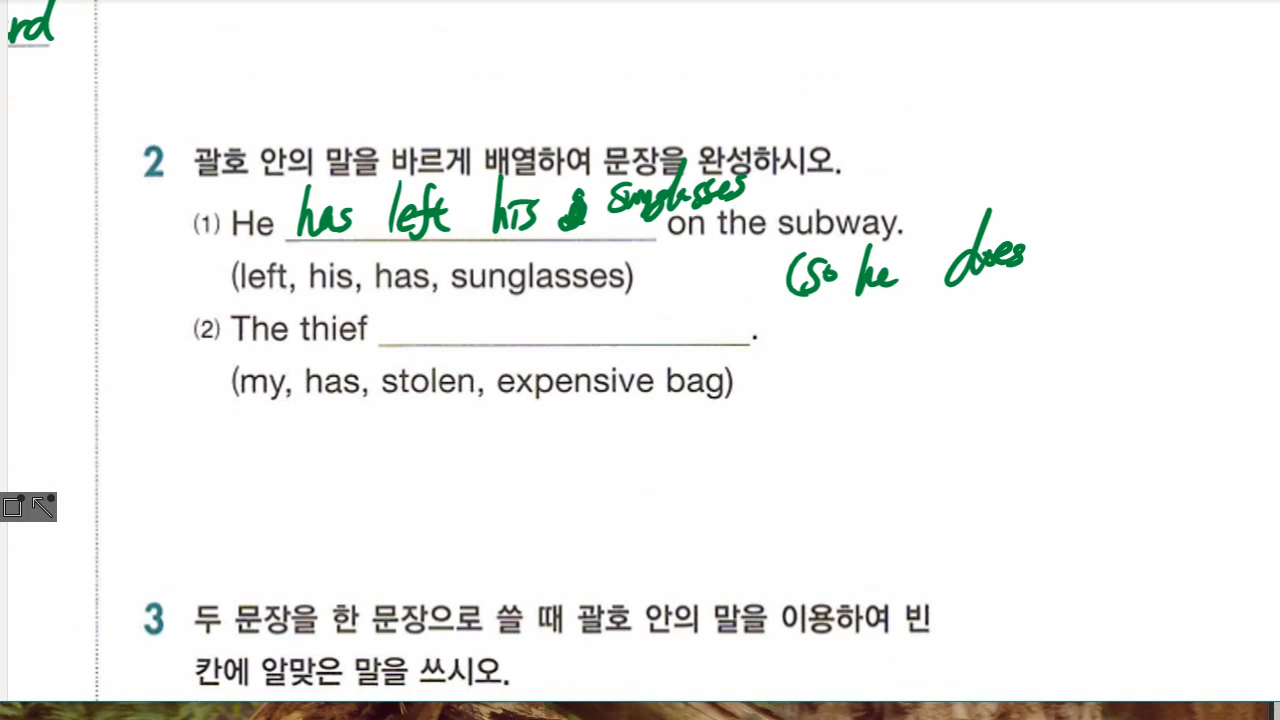 rd
2 괄호 안의 말을 바르게 배열하여 문장을 완성하시오.
(1) He has left his sunglasses on the subway.
(so he does
(left, his, has, sunglasses)
(2) The thief ____________.
(my, has, stolen, expensive bag)
3 두 문장을 한 문장으로 쓸 때 괄호 안의 말을 이용하여 빈
칸에 알맞은 말을 쓰시오.